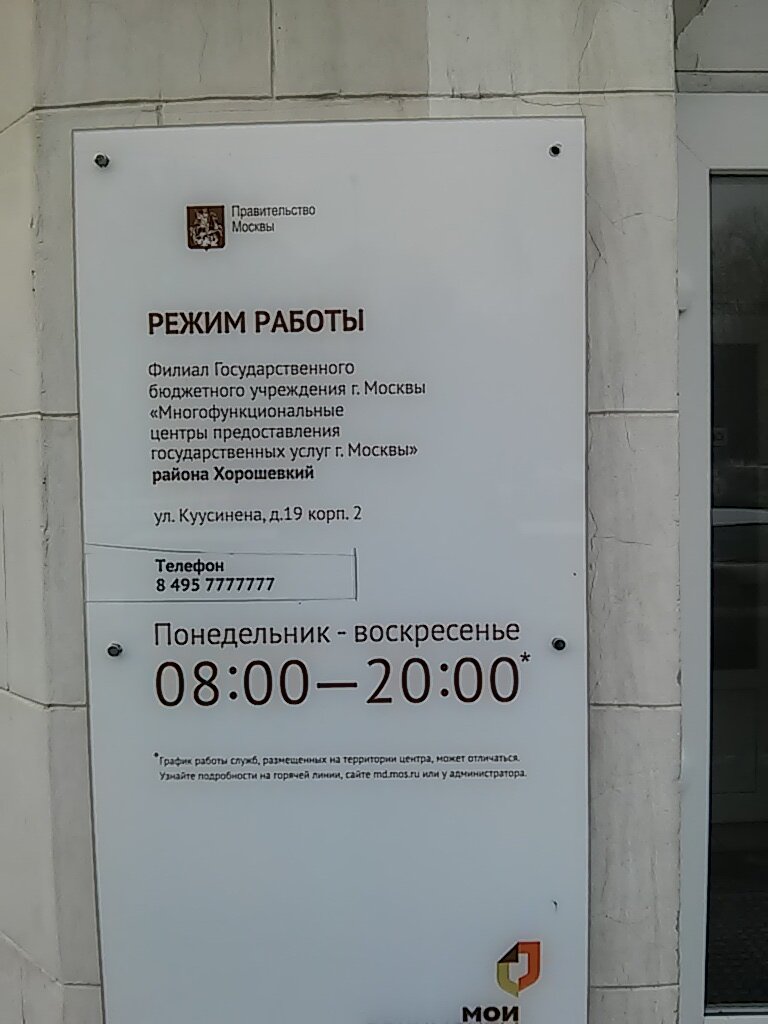 Правительство
Москвы
РЕЖИМ РАБОТЫ
Филиал Государственного
бюджетного учреждения г. Москвы
«Многофункциональные
центры предоставления
государственных услуг г. Москвы»
района Хорошевкий
ул. Куусинена, д.19 корп. 2
Телефон
8 495 7777777
Понедельник - воскресенье
08:00—20:00*
*График работы служб, размещенных на территории центра, может отличаться.
Узнайте подробности на горячей линии, сайте md.mos.ru или у администратора.
МОИ